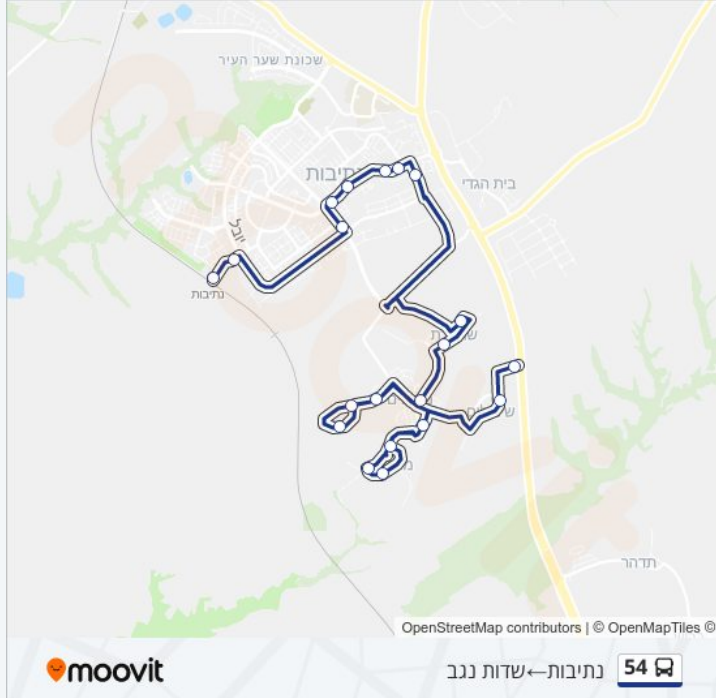 שכונת שער העיר
נתיבות
בית הגדי
יובל
נתיבות
תדהר
OpenStreetMap contributors | © OpenMapTiles ©
moovit
54 נתיבות←שדות נגב